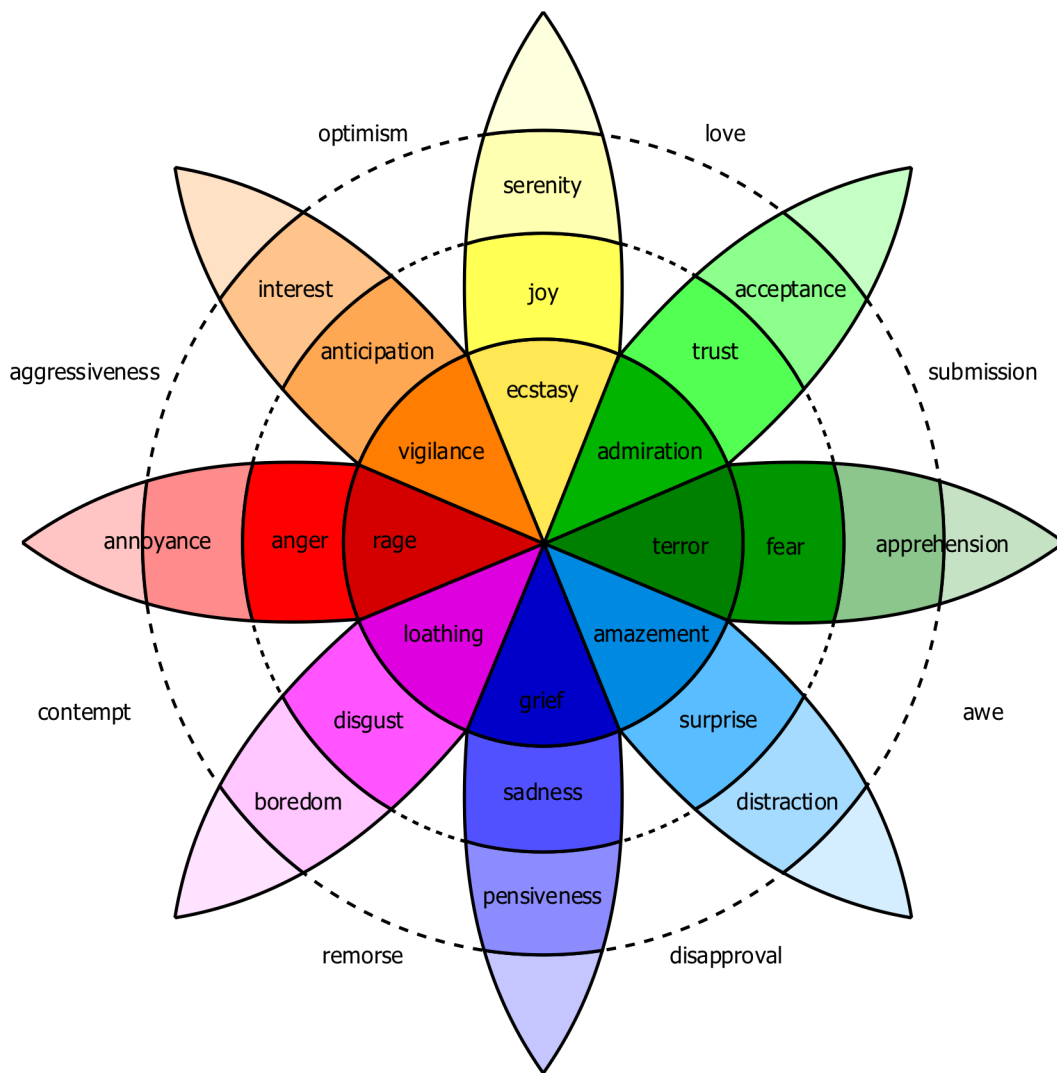 optimism
love
serenity
interest
joy
acceptance
anticipation
trust
aggressiveness
submission
ecstasy
vigilance
admiration
annoyance
anger
rage
terror
fear
apprehension
loathing
amazement
grief
disgust
surprise
contempt
awe
boredom
sadness
distraction
pensiveness
remorse
disapproval